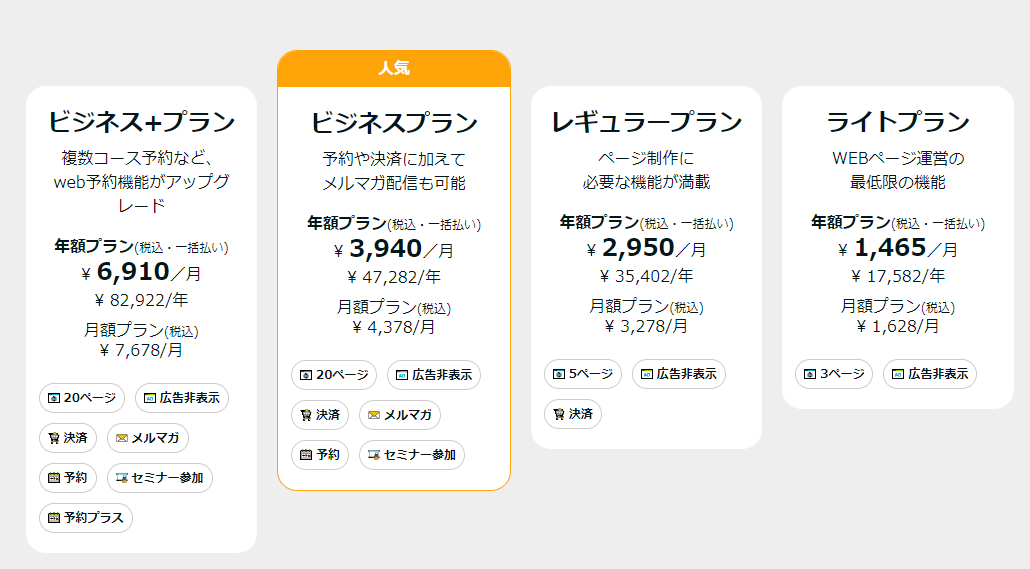 ビジネス+プラン
複数コース予約など、
web予約機能がアップグ
レード
年額プラン(税込・一括払い)
¥ 6,910／月
¥ 82,922/年
月額プラン(税込)
¥ 7,678/月
20ページ 広告非表示
決済 メルマガ
予約 セミナー参加
予約プラス
人気
ビジネスプラン
予約や決済に加えて
メルマガ配信も可能
年額プラン(税込・一括払い)
¥ 3,940／月
¥ 47,282/年
月額プラン(税込)
¥ 4,378/月
20ページ 広告非表示
決済 メルマガ
予約 セミナー参加
レギュラープラン
ページ制作に
必要な機能が満載
年額プラン(税込・一括払い)
¥ 2,950／月
¥ 35,402/年
月額プラン(税込)
¥ 3,278/月
5ページ 広告非表示
決済
ライトプラン
WEBページ運営の
最低限の機能
年額プラン(税込・一括払い)
¥ 1,465／月
¥ 17,582/年
月額プラン(税込)
¥ 1,628/月
3ページ 広告非表示